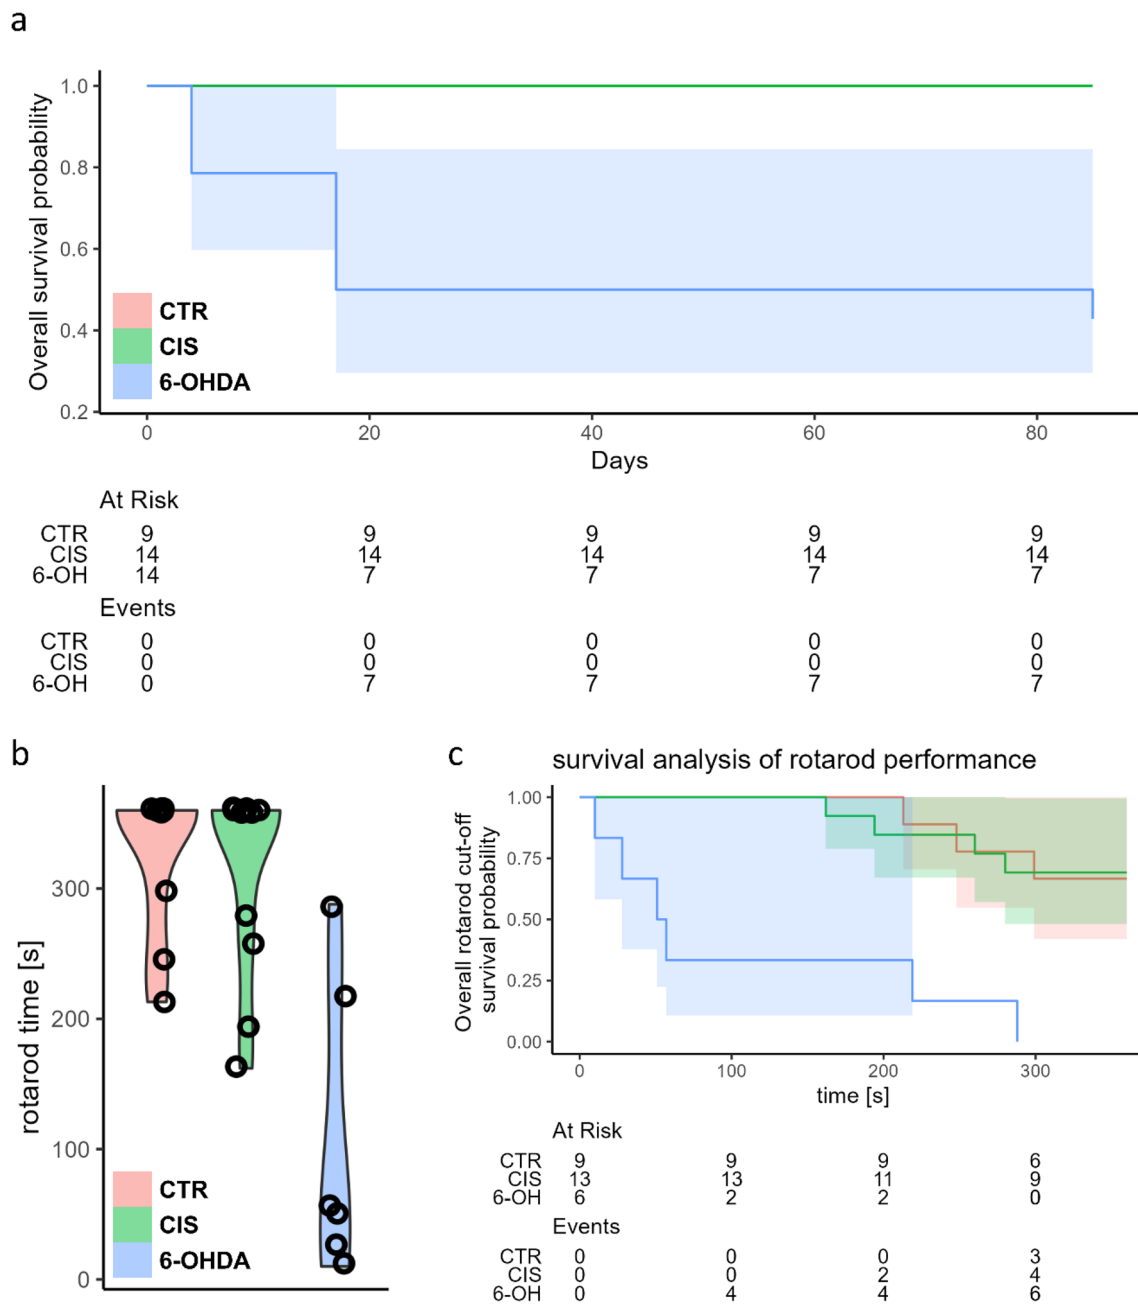 a
Overall survival probability
1.0
0.8
0.6
0.4
0.2
CTR
CIS
6-OHDA
0 20 40 60 80
Days
At Risk
CTR 9 9 9 9 9
CIS 14 14 14 14 14
6-OH 14 7 7 7 7
Events
CTR 0 0 0 0 0
CIS 0 0 0 0 0
6-OH 0 7 7 7 7
b
rotarod time [s]
300
200
100
0
CTR
CIS
6-OHDA
c
survival analysis of rotarod performance
Overall rotarod cut-off
survival probability
1.00
0.75
0.50
0.25
0.00
0 100 200 300
time [s]
At Risk
CTR 9 9 9 6
CIS 13 13 11 9
6-OH 6 2 2 0
Events
CTR 0 0 0 3
CIS 0 0 2 4
6-OH 0 4 4 6